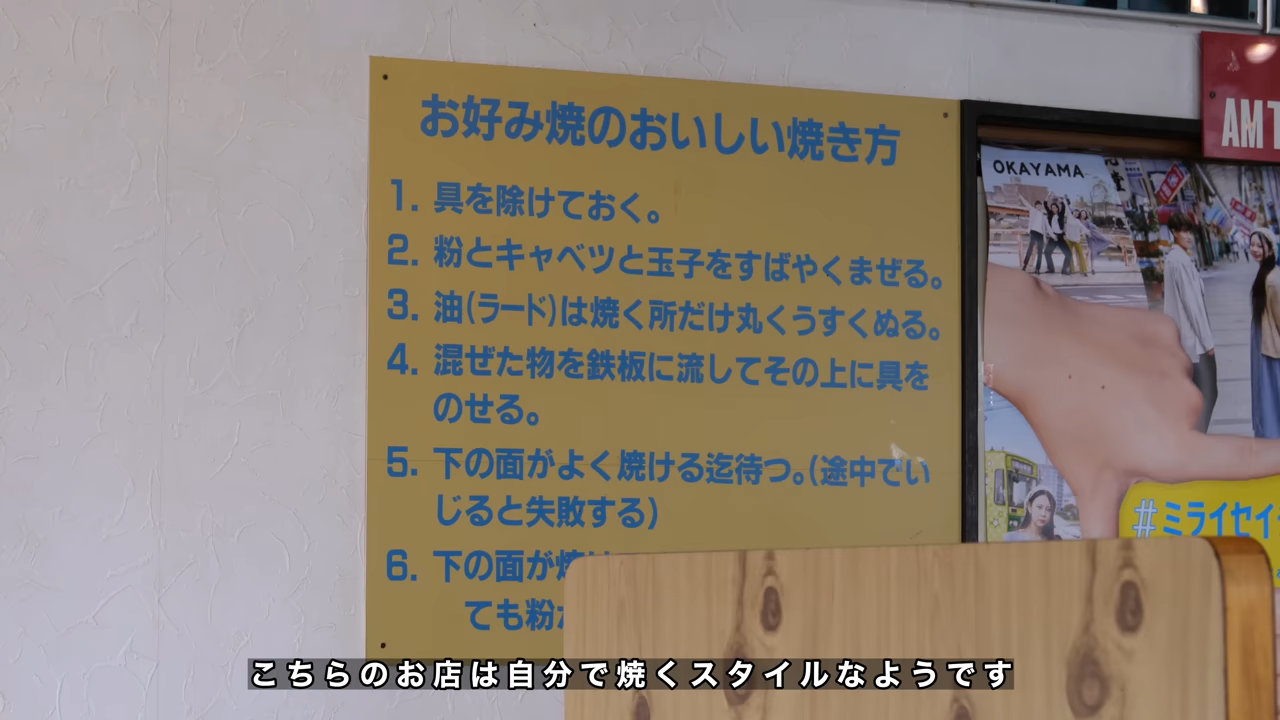 お好み焼のおいしい焼き方
1. 具を除けておく。
2. 粉とキャベツと玉子をすばやくまぜる。
3. 油(ラード)は焼く所だけ丸くうすくぬる。
4. 混ぜた物を鉄板に流してその上に具を
のせる。
5. 下の面がよく焼ける迄待つ。(途中でい
じると失敗する)
6. 下の面が焼け
ても粉が
AM
OKAYAMA
#ミライセイ
こちらのお店は自分で焼くスタイルなようです